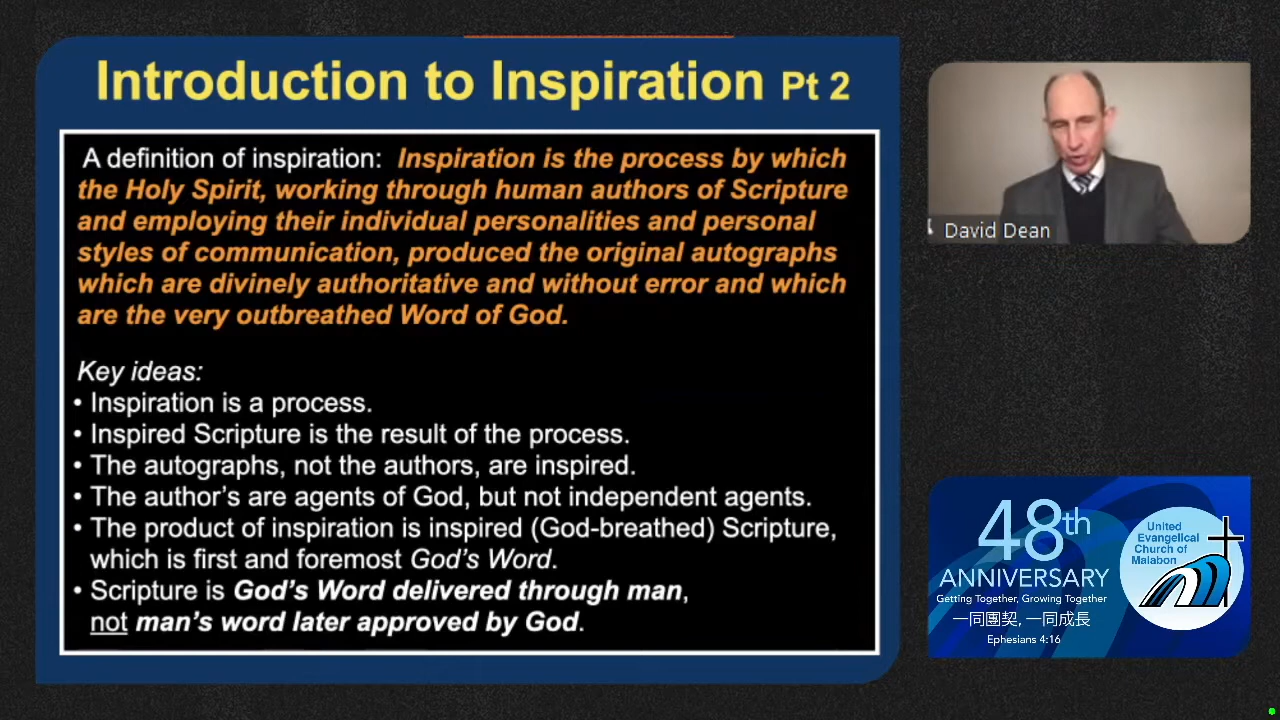 Introduction to Inspiration Pt 2
A definition of inspiration: Inspiration is the process by which
the Holy Spirit, working through human authors of Scripture
and employing their individual personalities and personal
styles of communication, produced the original autographs
which are divinely authoritative and without error and which
are the very outbreathed Word of God.
Key ideas:
• Inspiration is a process.
• Inspired Scripture is the result of the process.
• The autographs, not the authors, are inspired.
• The author's are agents of God, but not independent agents.
• The product of inspiration is inspired (God-breathed) Scripture,
which is first and foremost God's Word.
• Scripture is God's Word delivered through man,
not man's word later approved by God.
David Dean
48th
ANNIVERSARY
Getting Together, Growing Together
一同團契, 一同成長
Ephesians 4:16
United
Evangelical
Church of
Malabon